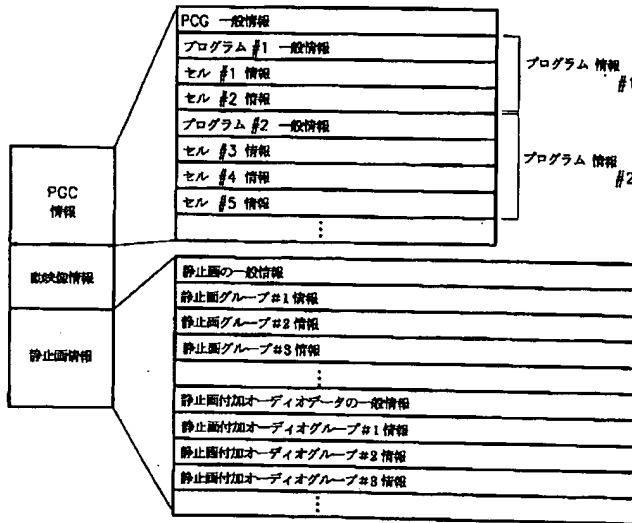 PCG 一般情報
プログラム #1 一般情報
セル #1 情報
セル #2 情報
プログラム #2 一般情報
セル #3 情報
セル #4 情報
セル #5 情報
プログラム 情報
#1
プログラム 情報
#2
PGC
情報
動映像情報
静止画情報
静止画の一般情報
静止画グループ#1 情報
静止画グループ#2 情報
静止画グループ#3 情報
静止画付加オーディオデータの一般情報
静止画付加オーディオグループ#1 情報
静止画付加オーディオグループ#2 情報
静止画付加オーディオグループ#3 情報